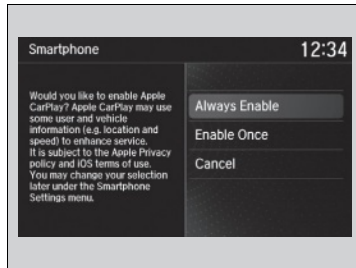 Smartphone
12:34
Would you like to enable Apple
CarPlay? Apple CarPlay may use
some user and vehicle
information (e.g. location and
speed) to enhance service.
It is subject to the Apple Privacy
policy and iOS terms of use.
You may change your selection
later under the Smartphone
Settings menu.
Always Enable
Enable Once
Cancel